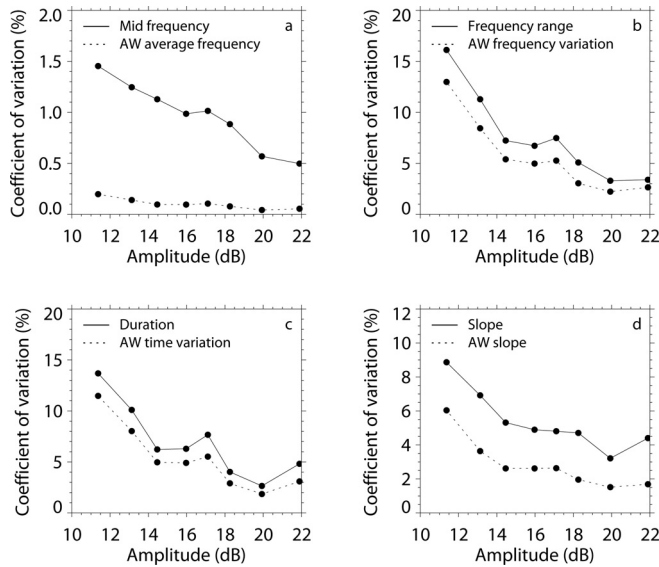 2.0
1.5
1.0
0.5
0.0
Coefficient of variation (%)
Mid frequency
AW average frequency
a
10 12 14 16 18 20 22
Amplitude (dB)
20
15
10
5
0
Coefficient of variation (%)
Frequency range
AW frequency variation
b
10 12 14 16 18 20 22
Amplitude (dB)
20
15
10
5
0
Coefficient of variation (%)
Duration
AW time variation
c
10 12 14 16 18 20 22
Amplitude (dB)
12
10
8
6
4
2
0
Coefficient of variation (%)
Slope
AW slope
d
10 12 14 16 18 20 22
Amplitude (dB)